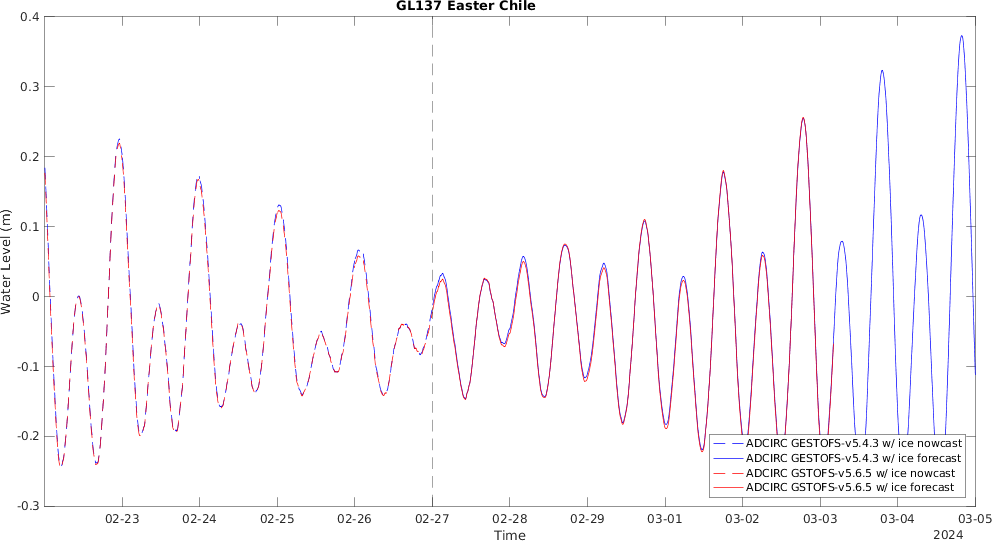 GL137 Easter Chile
0.4
0.3
0.2
0.1
0
-0.1
-0.2
-0.3
Water Level (m)
02-23 02-24 02-25 02-26 02-27 02-28 02-29 03-01 03-02 03-03 03-04 03-05
Time
2024
ADCIRC GESTOFS-v5.4.3 w/ ice nowcast
ADCIRC GESTOFS-v5.4.3 w/ ice forecast
ADCIRC GSTOFS-v5.6.5 w/ ice nowcast
ADCIRC GSTOFS-v5.6.5 w/ ice forecast